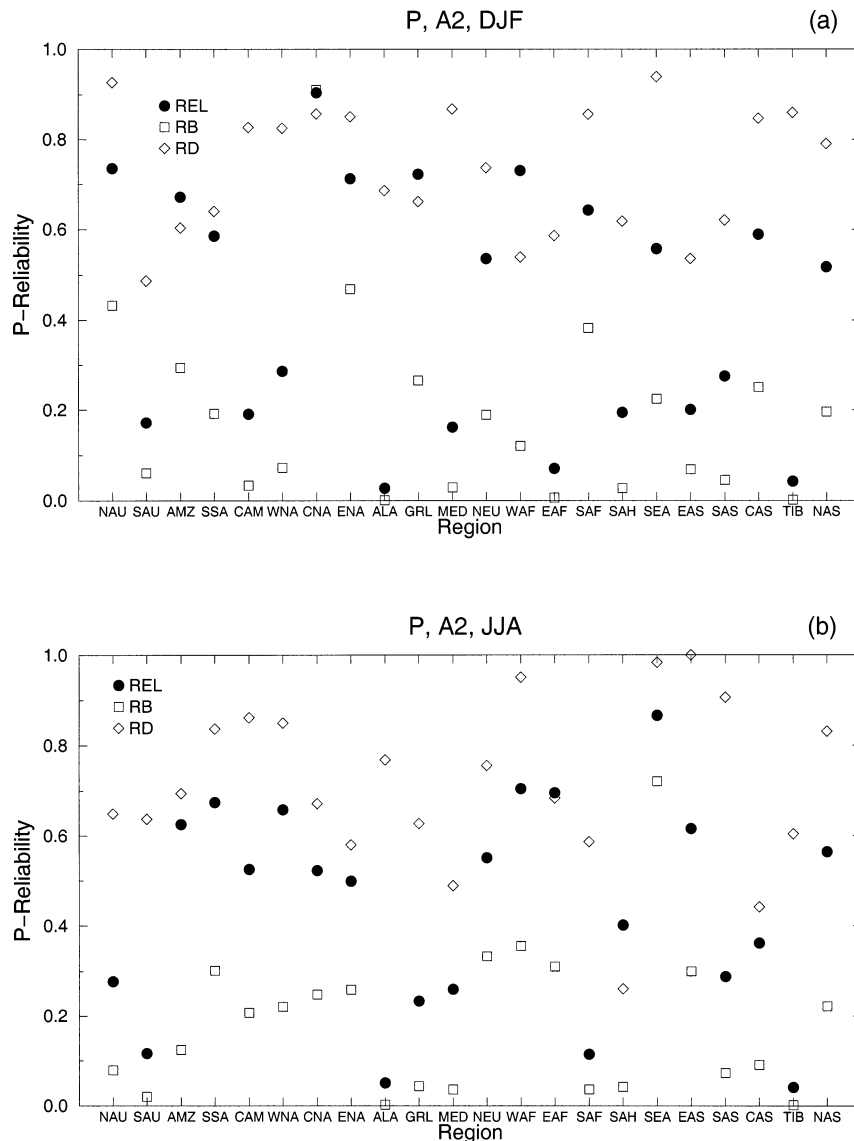 P, A2, DJF
(a)
1.0
0.8
0.6
0.4
0.2
0.0
P-Reliability
REL
RB
RD
NAU SAU AMZ SSA CAM WNA CNA ENA ALA GRL MED NEU WAF EAF SAF SAH SEA EAS SAS CAS TIB NAS
Region
P, A2, JJA
(b)
1.0
0.8
0.6
0.4
0.2
0.0
P-Reliability
REL
RB
RD
NAU SAU AMZ SSA CAM WNA CNA ENA ALA GRL MED NEU WAF EAF SAF SAH SEA EAS SAS CAS TIB NAS
Region